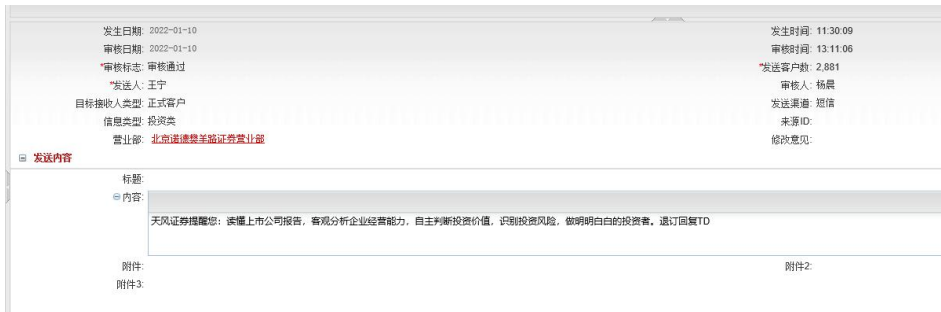 发生日期: 2022-01-10 发生时间: 11:30:09
审核日期: 2022-01-10 审核时间: 13:11:06
*审核标志: 审核通过 *发送客户数: 2,881
*发送人: 王宁 审核人: 杨晨
目标接收人类型: 正式客户 发送渠道: 短信
信息类型: 投资类 来源ID:
营业部: 北京诺德樊羊路证券营业部 修改意见:
发送内容
标题:
内容:
天风证券提醒您：读懂上市公司报告，客观分析企业经营能力，自主判断投资价值，识别投资风险，做明明白白的投资者。退订回复TD
附件: 附件2:
附件3: